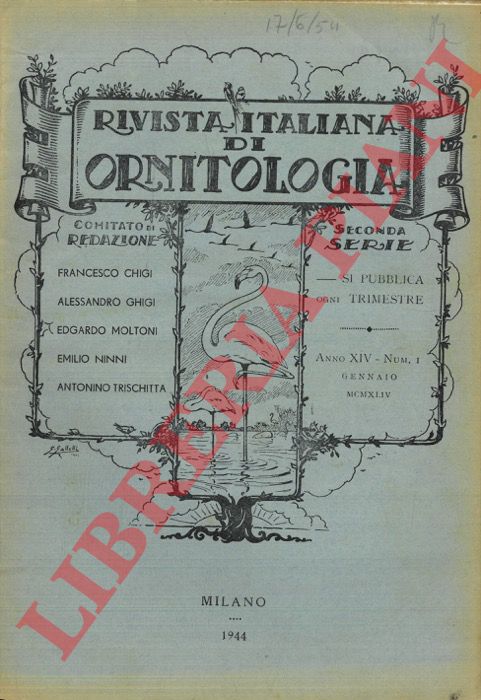 17/6/54
RIVISTA ITALIANA
DI
ORNITOLOGIA
COMITATO DI
REDAZIONE
FRANCESCO CHIGI
ALESSANDRO GHIGI
EDGARDO MOLTONI
EMILIO NINNI
ANTONINO TRISCHITTA
SECONDA
SERIE
— SI PUBBLICA
OGNI TRIMESTRE
ANNO XIV - NUM. 1
GENNAIO
MCMXLIV
MILANO
1944
LIBRERIA PIANI